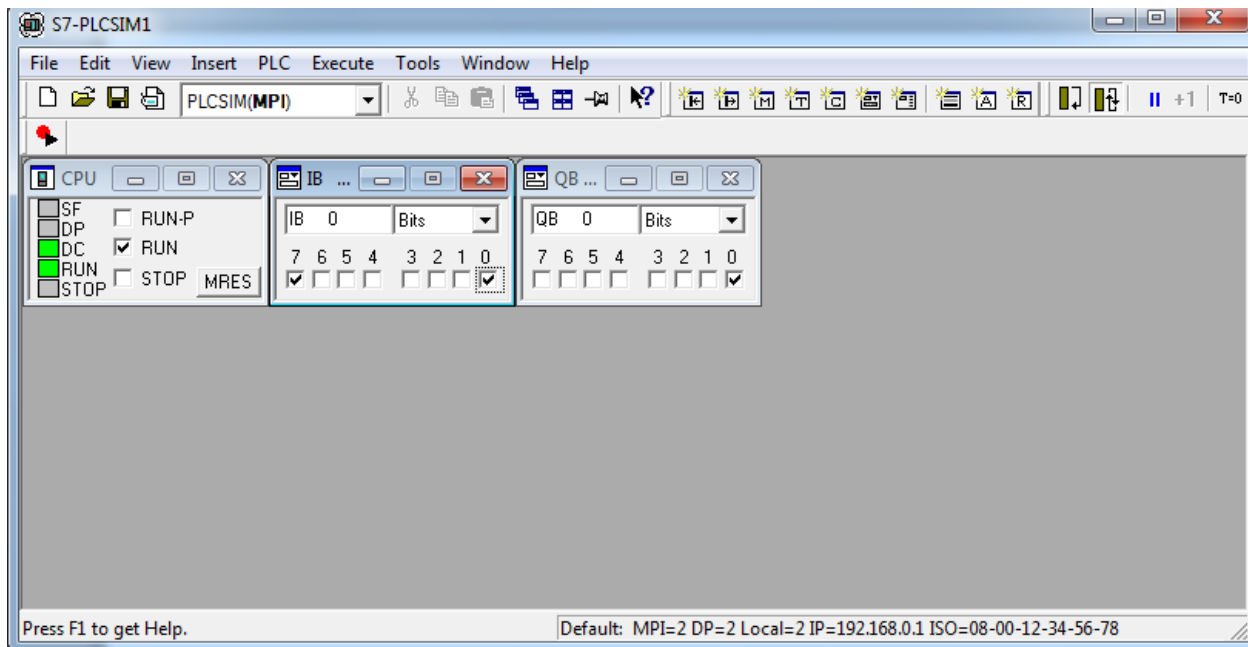 S7-PLCSIM1
File Edit View Insert PLC Execute Tools Window Help
PLCSIM(MPI)
+1 T=0
CPU
SF
DP
DC
RUN
STOP
RUN-P
RUN
STOP
MRES
IB ...
IB 0 Bits
7 6 5 4 3 2 1 0
QB ...
QB 0 Bits
7 6 5 4 3 2 1 0
Press F1 to get Help.
Default: MPI=2 DP=2 Local=2 IP=192.168.0.1 ISO=08-00-12-34-56-78